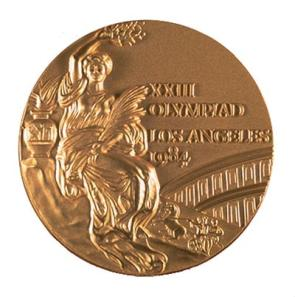 XXIII
OLYMPIAD
LOS ANGELES
1984